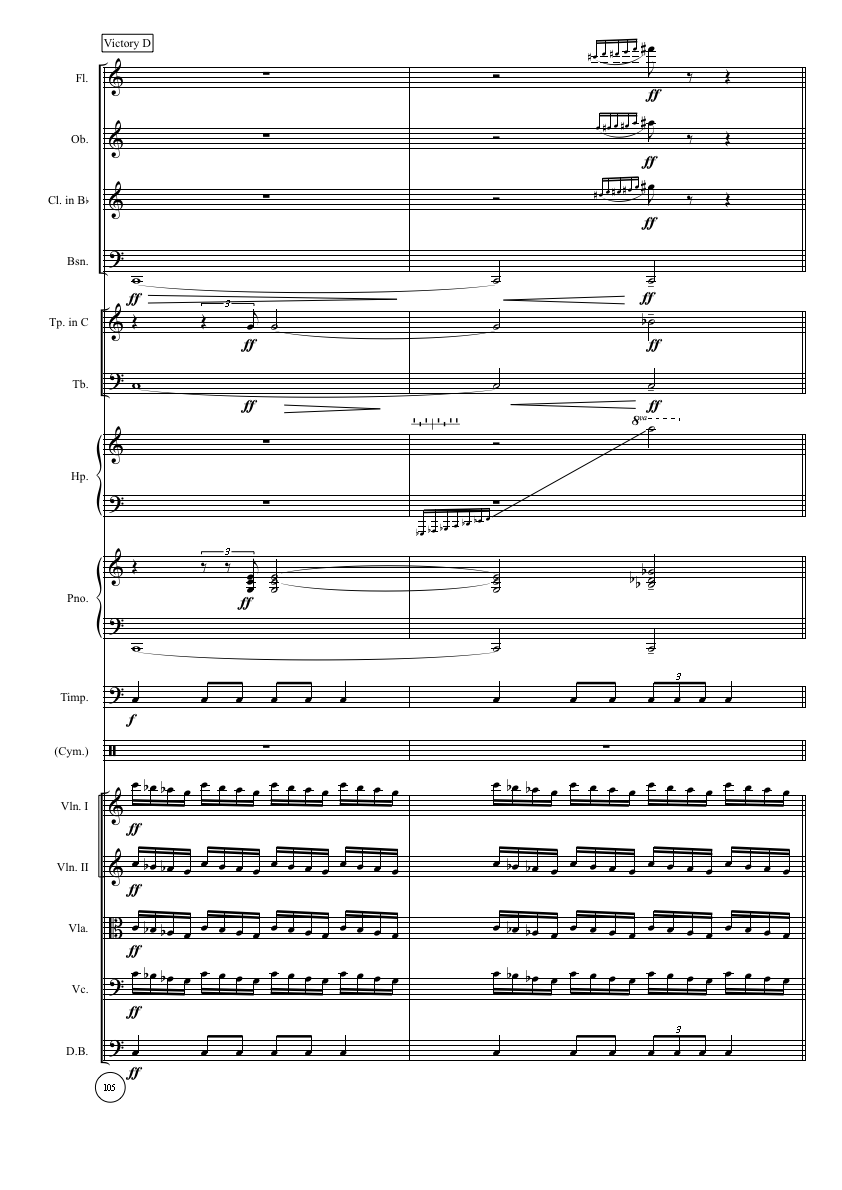 Victory D
Fl.
ff
Ob.
ff
Cl. in B♭
ff
Bsn.
ff ff
3
Tp. in C
ff ff
Tb.
ff ff
8va
Hp.
3
Pno.
ff
3
Timp.
f
(Cym.)
Vln. I
ff
Vln. II
ff
Vla.
ff
Vc.
ff
3
D.B.
ff
105